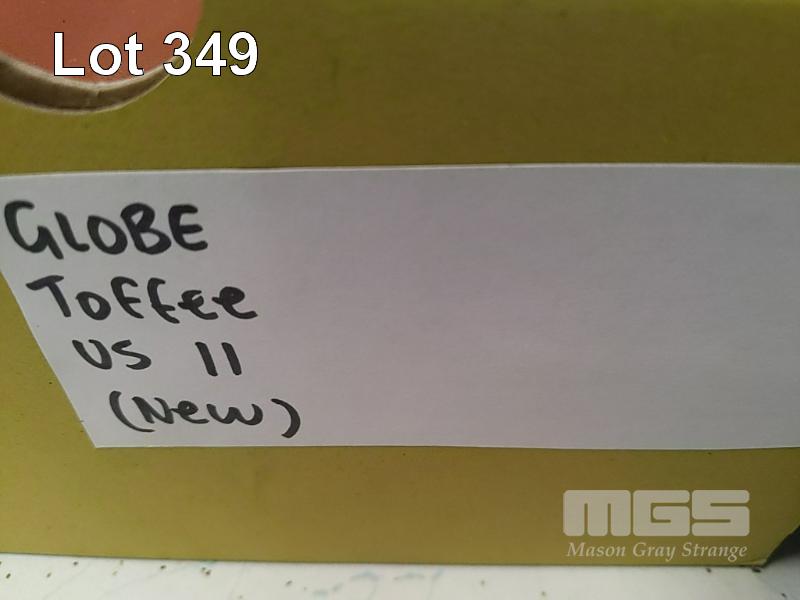 Lot 349
GLOBE
Toffee
US 11
(New)
MGS
Mason Gray Strange